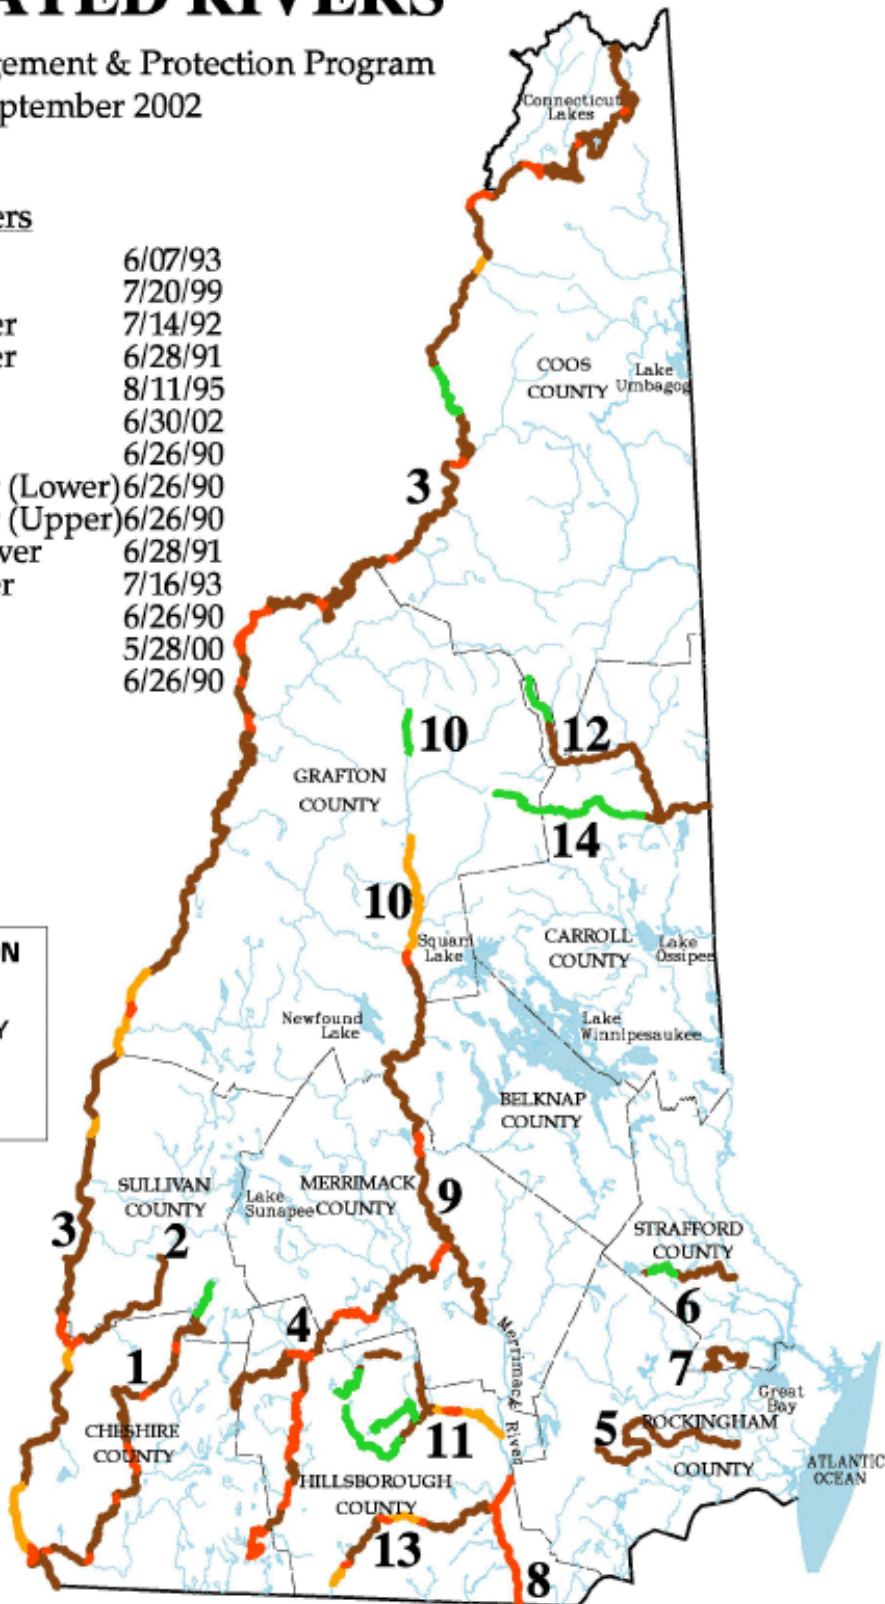 ATED RIVERS
gement & Protection Program
ptember 2002
ers
6/07/93
7/20/99
er 7/14/92
er 6/28/91
8/11/95
6/30/02
6/26/90
(Lower) 6/26/90
(Upper) 6/26/90
ver 6/28/91
er 7/16/93
6/26/90
5/28/00
6/26/90
Connecticut
Lakes
COOS
COUNTY
Lake
Umbagog
3
10
12
GRAFTON
COUNTY
14
10
Squam
Lake
CARROLL
COUNTY
Lake
Ossipee
N
Y
Newfound
Lake
Lake
Winnipesaukee
BELKNAP
COUNTY
SULLIVAN
COUNTY
Lake
Sunapee
MERRIMACK
COUNTY
9
3
2
STRAFFORD
COUNTY
6
4
Merrimack River
1
7
Great
Bay
CHESHIRE
COUNTY
11
5
ROCKINGHAM
COUNTY
ATLANTIC
OCEAN
HILLSBOROUGH
COUNTY
13
8